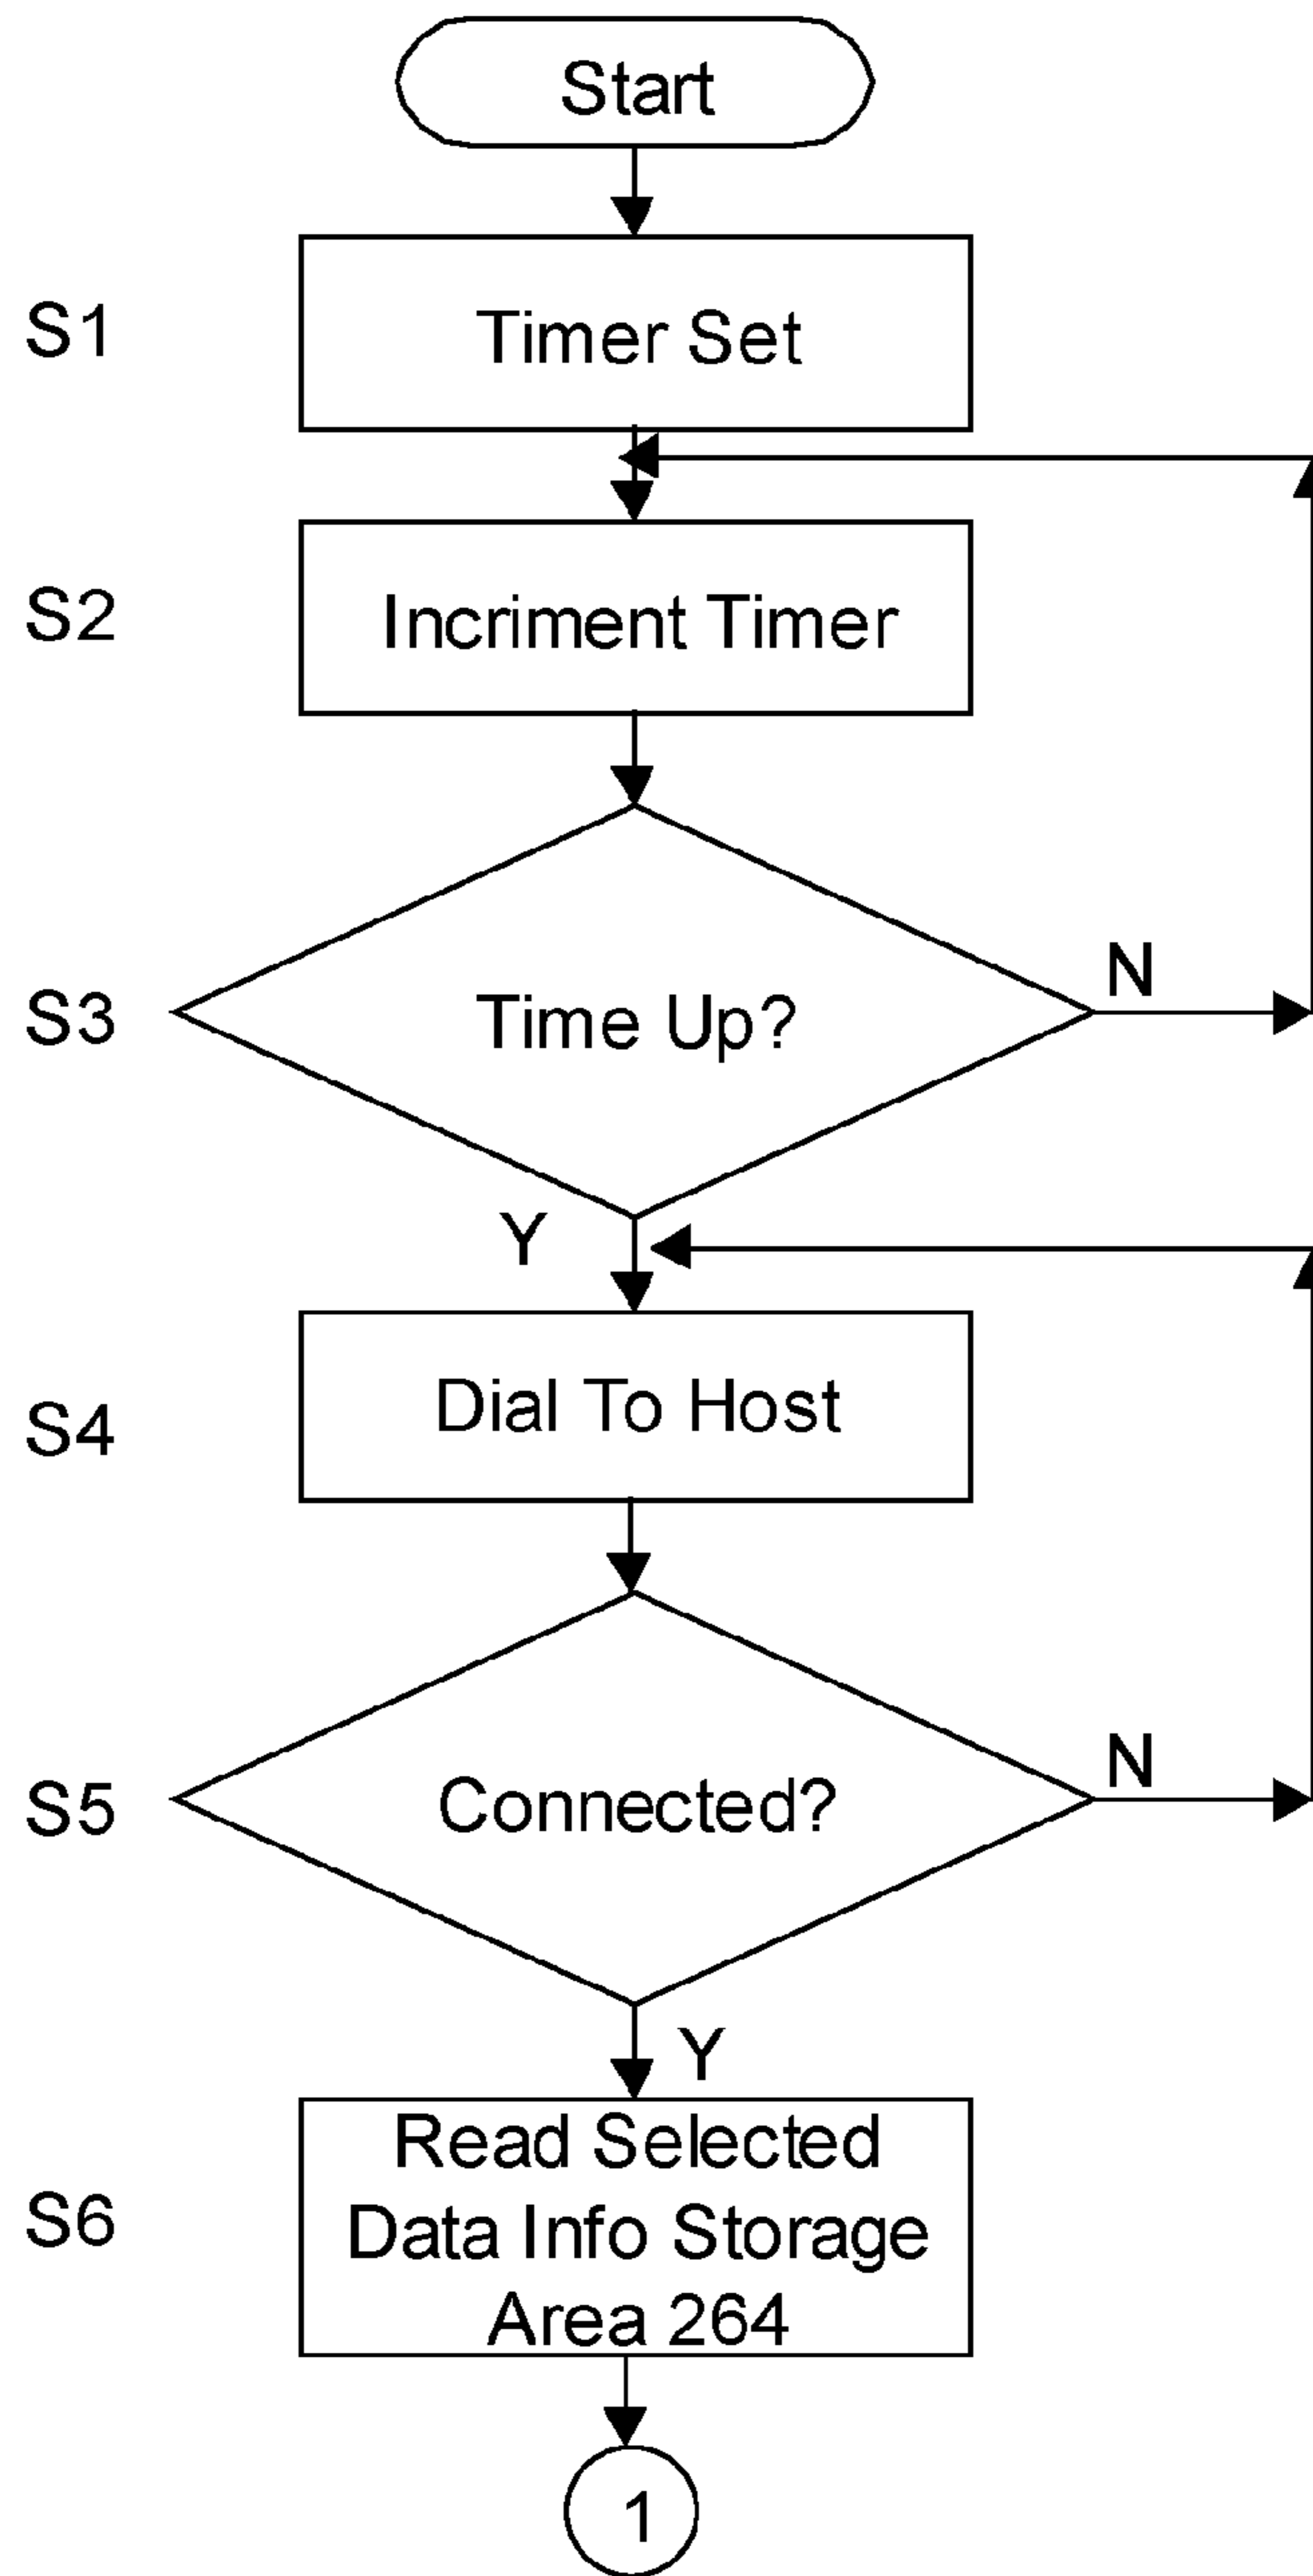 Start
S1
Timer Set
S2
Incriment Timer
S3
Time Up?
N
Y
S4
Dial To Host
S5
Connected?
N
Y
S6
Read Selected
Data Info Storage
Area 264
1